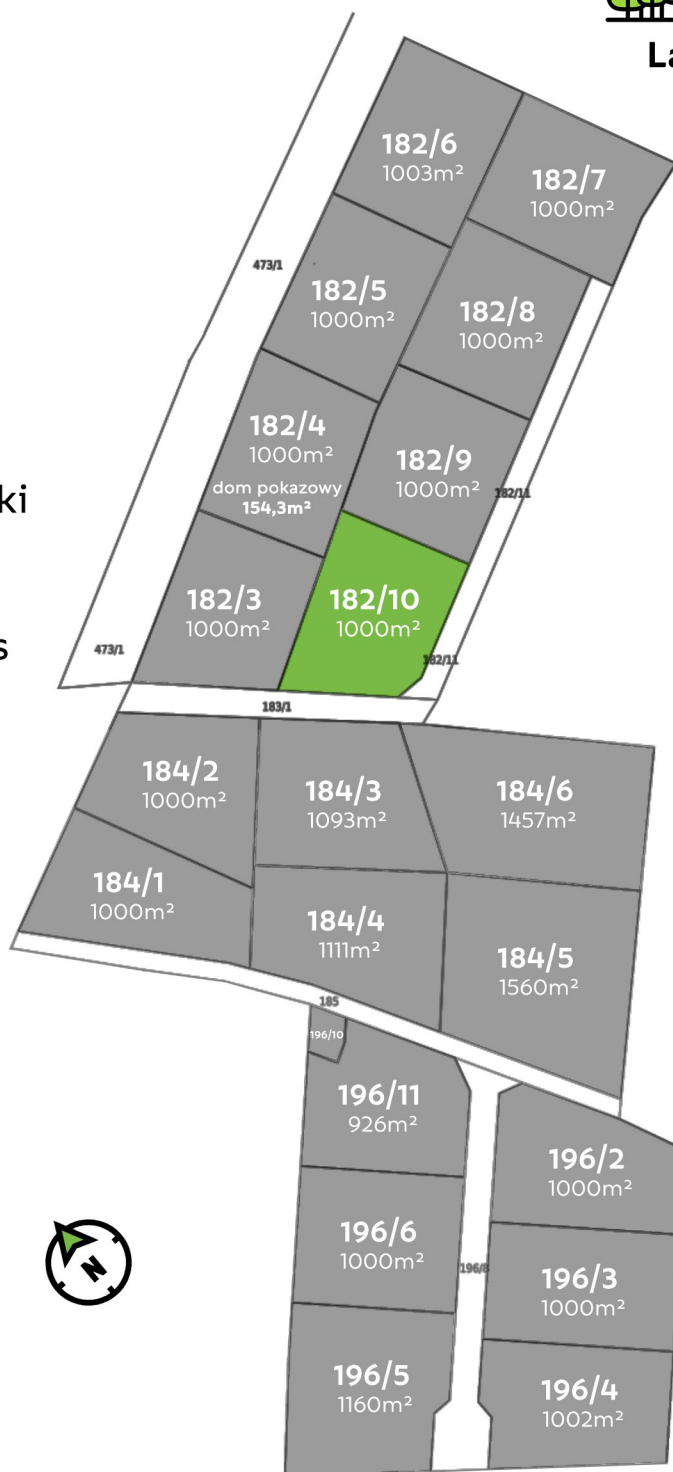 La
182/6
1003m²
182/7
1000m²
473/1
182/5
1000m²
182/8
1000m²
182/4
1000m²
dom pokazowy
154,3m²
182/9
1000m²
ki
182/11
182/3
1000m²
182/10
1000m²
s
473/1
182/11
183/1
184/2
1000m²
184/3
1093m²
184/6
1457m²
184/1
1000m²
184/4
1111m²
184/5
1560m²
185
196/10
196/11
926m²
196/2
1000m²
196/6
1000m²
N
196/8
196/3
1000m²
196/5
1160m²
196/4
1002m²